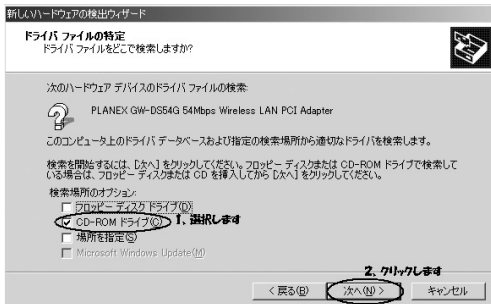 新しいハードウェアの検出ウィザード
ドライバ ファイルの特定
ドライバ ファイルをどこで検索しますか?
次のハードウェア デバイスのドライバ ファイルの検索:
PLANEX GW-DS54G 54Mbps Wireless LAN PCI Adapter
このコンピュータ上のドライバ データベースおよび指定の検索場所から適切なドライバを検索します。
検索を開始するには、[次へ] をクリックしてください。フロッピー ディスクまたは CD-ROM ドライブで検索して
いる場合は、フロッピー ディスクまたは CD を挿入してから [次へ] をクリックしてください。
検索場所のオプション:
フロッピー ディスク ドライブ(D)
CD-ROM ドライブ(C) 1、選択します
場所を指定(S)
Microsoft Windows Update(M)
2、クリックします
< 戻る(B) 次へ(N) > キャンセル